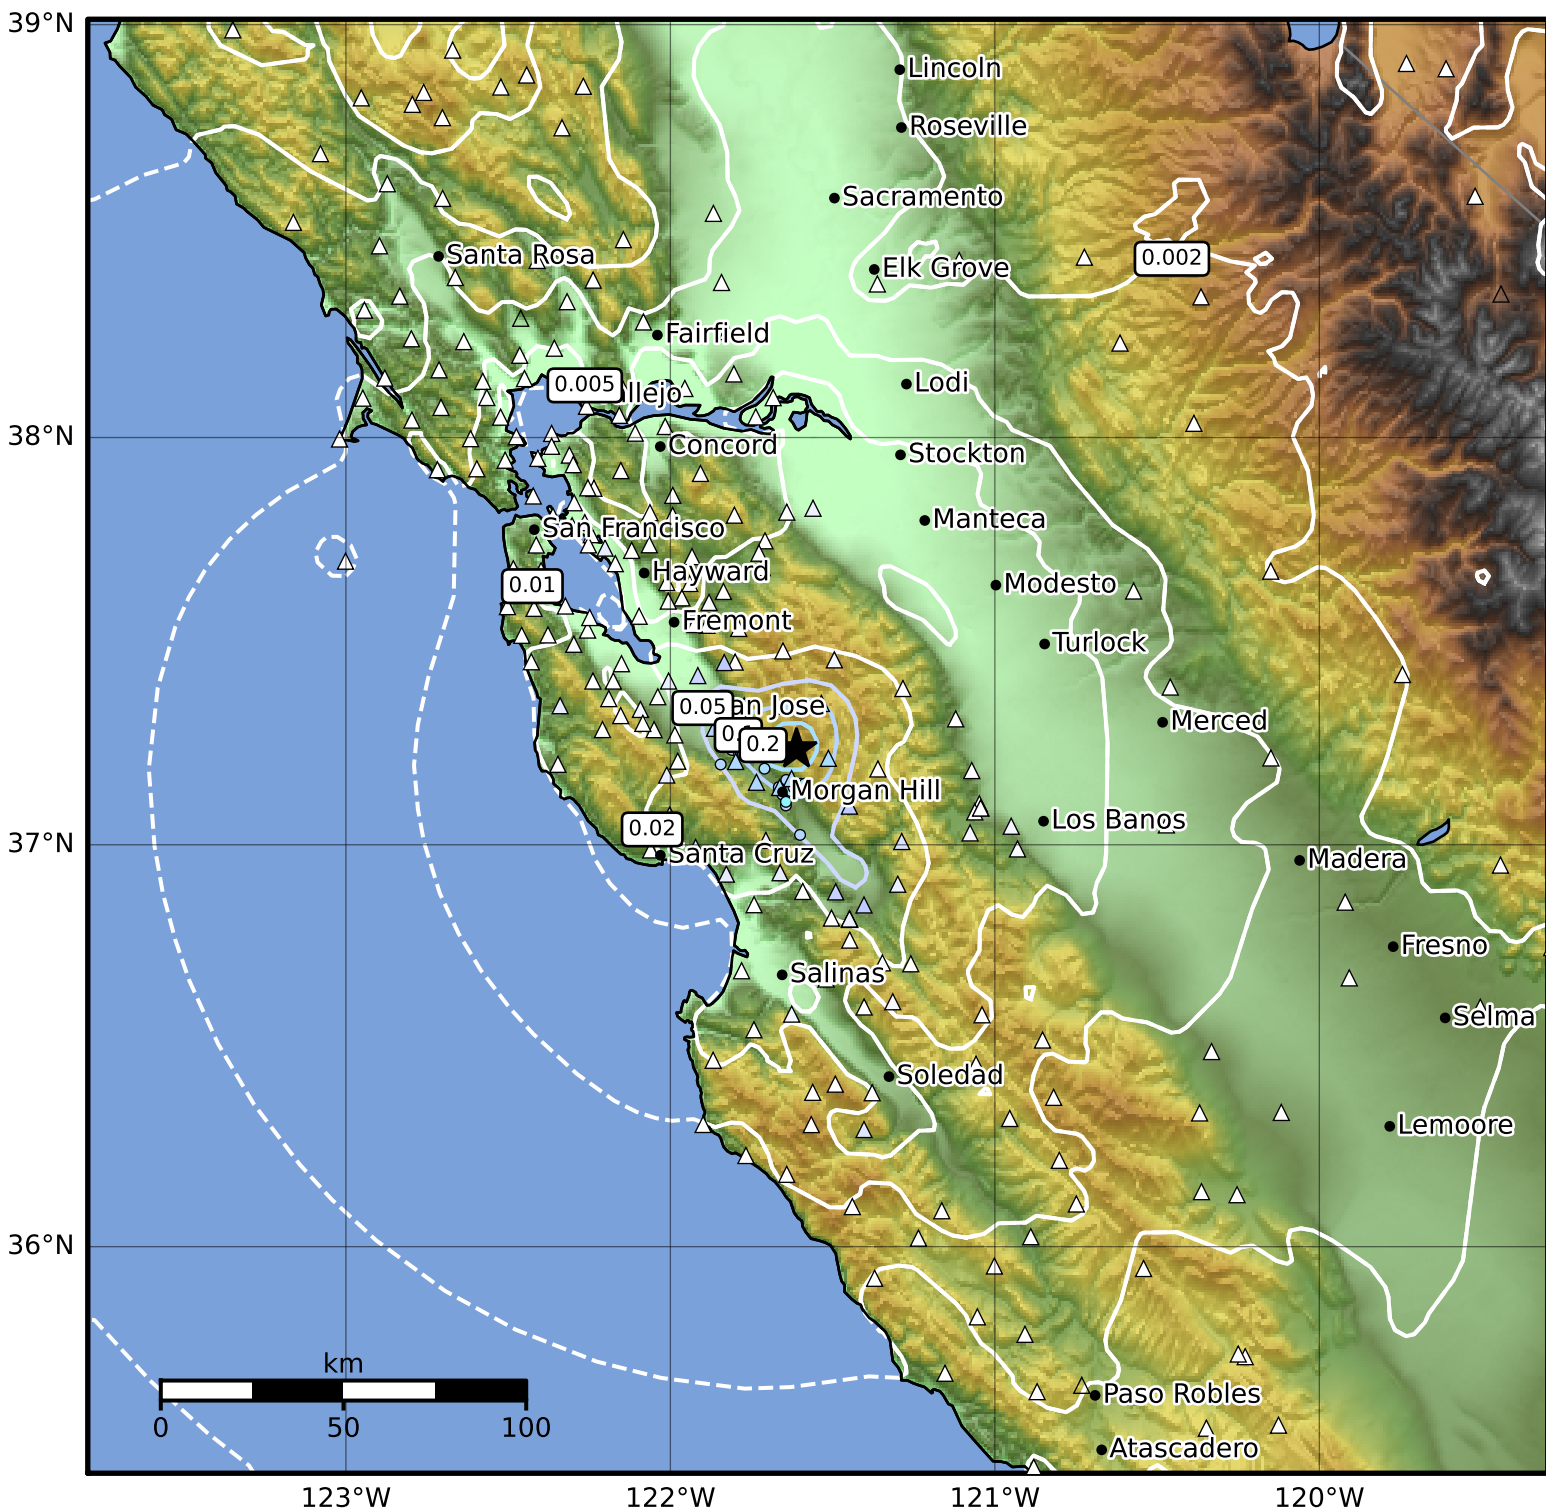 39°N
Lincoln
Roseville
Sacramento
Santa Rosa
0.002
Elk Grove
Fairfield
0.005
allejo
Lodi
38°N
Concord
Stockton
San Francisco
Manteca
Hayward
0.01
Modesto
Fremont
Turlock
0.05
an Jose
Merced
0.2
Morgan Hill
Los Banos
0.02
37°N
Santa Cruz
Madera
Fresno
Salinas
Selma
Soledad
Lemoore
36°N
km
0 50 100
Paso Robles
Atascadero
123°W 122°W 121°W 120°W